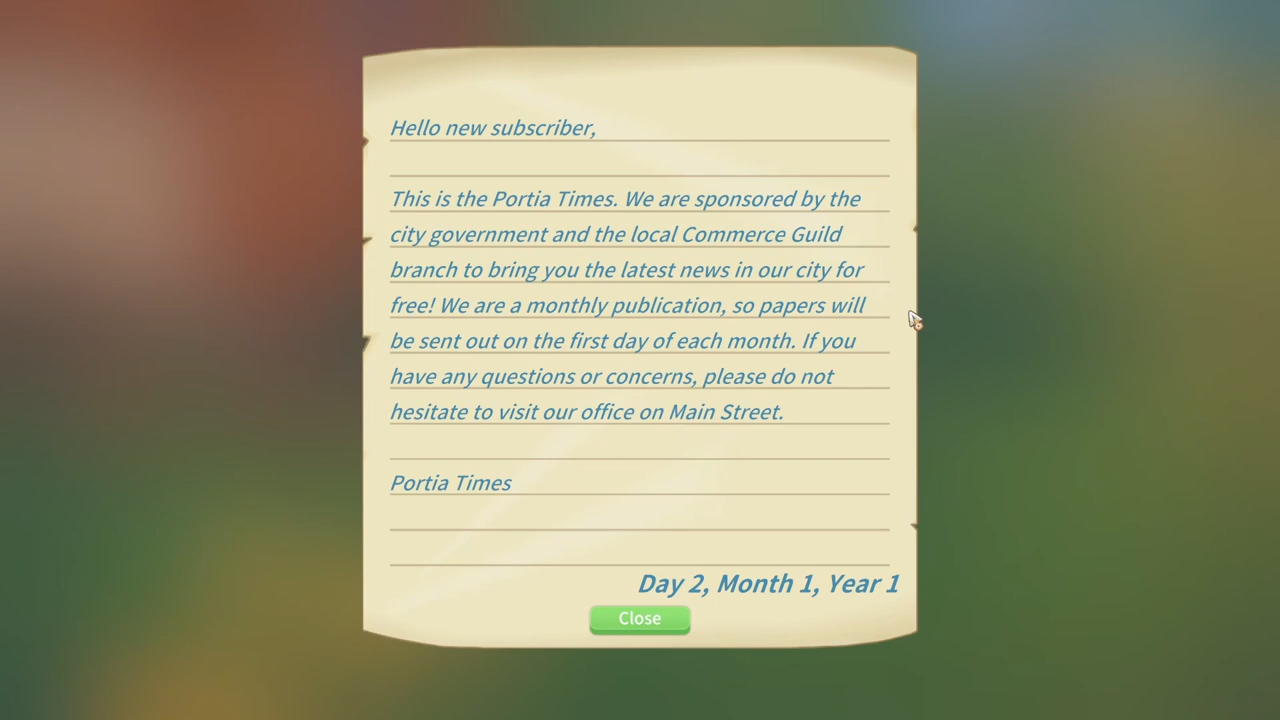 Hello new subscriber,
This is the Portia Times. We are sponsored by the
city government and the local Commerce Guild
branch to bring you the latest news in our city for
free! We are a monthly publication, so papers will
be sent out on the first day of each month. If you
have any questions or concerns, please do not
hesitate to visit our office on Main Street.
Portia Times
Day 2, Month 1, Year 1
Close